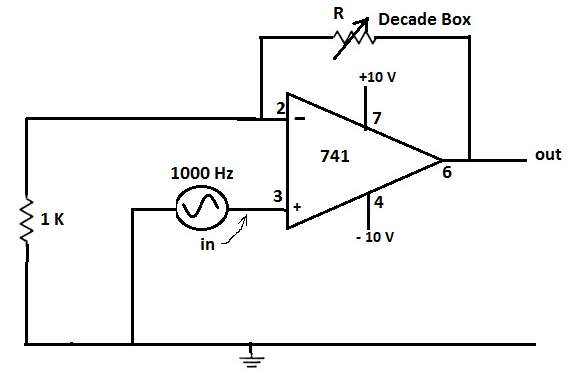 R Decade Box
+10 V
2
7
−
741
out
1000 Hz
6
3
+
4
1 K
in
- 10 V